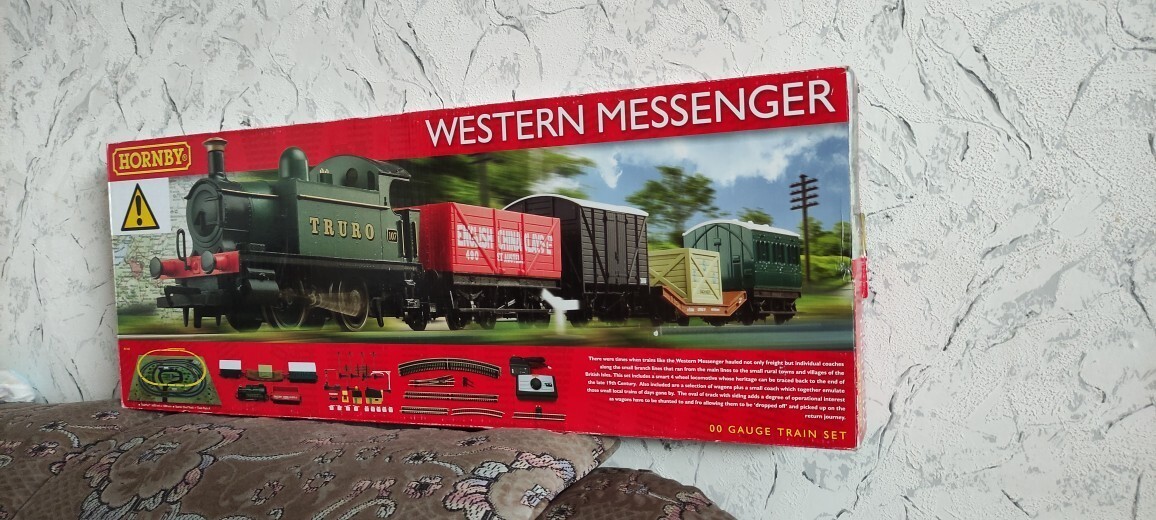 WESTERN MESSENGER
HORNBY
TRURO
1007
ENGLISH CHINA CLAYS
490 ST AUSTELL
There were times when trains like the Western Messenger hauled not only freight but individual coaches
along the small branch lines that ran from the main lines to the small rural towns and villages of the
British Isles. This set includes a smart 4 wheel locomotive whose heritage can be traced back to the end of
the late 19th Century. Also included are a selection of wagons plus a small coach which together emulate
those small local trains of days gone by. The oval of track with siding adds a degree of operational interest
as wagons have to be shunted to and fro allowing them to be 'dropped off' and picked up on the
return journey.
00 GAUGE TRAIN SET